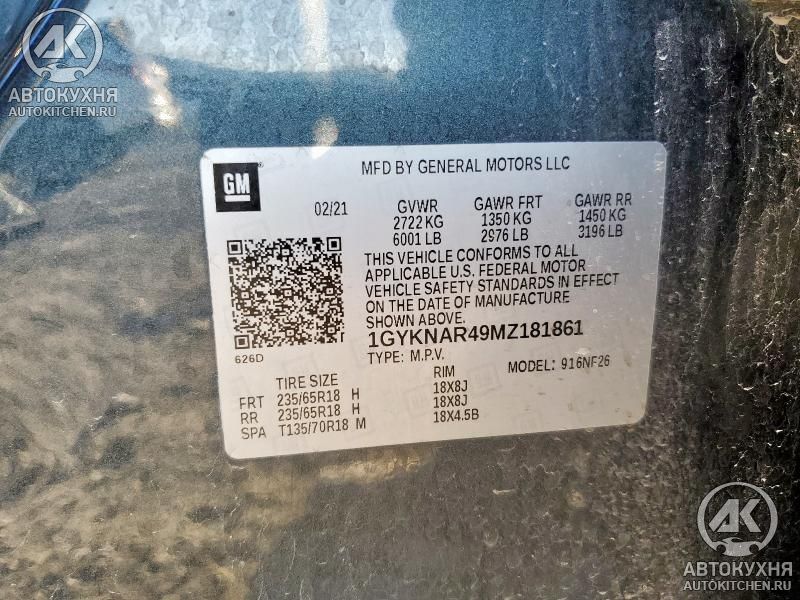 АК
АВТОКУХНЯ
AUTOKITCHEN.RU
GM ®
MFD BY GENERAL MOTORS LLC
02/21 GVWR GAWR FRT GAWR RR
2722 KG 1350 KG 1450 KG
6001 LB 2976 LB 3196 LB
THIS VEHICLE CONFORMS TO ALL
APPLICABLE U.S. FEDERAL MOTOR
VEHICLE SAFETY STANDARDS IN EFFECT
ON THE DATE OF MANUFACTURE
SHOWN ABOVE.
1GYKNAR49MZ181861
626D
TYPE: M.P.V. MODEL: 916NF26
TIRE SIZE RIM
FRT 235/65R18 H 18X8J
RR 235/65R18 H 18X8J
SPA T135/70R18 M 18X4.5B
АК
АВТОКУХНЯ
AUTOKITCHEN.RU